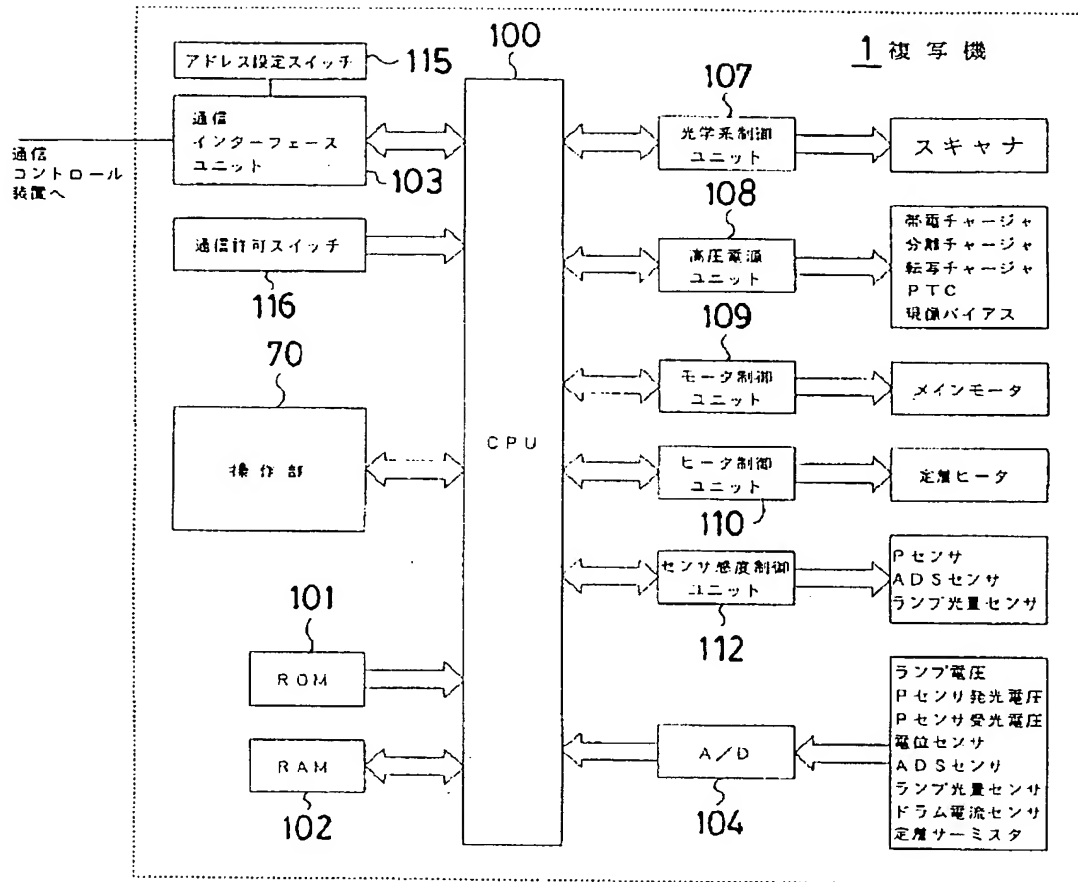 1 複写機
アドレス設定スイッチ
115
100
通信
インターフェース
ユニット
103
通信
コントロール
装置へ
通信許可スイッチ
116
70
操作部
101
ROM
RAM
102
CPU
107
光学系制御
ユニット
スキャナ
108
高圧電源
ユニット
帯電チャージャ
分離チャージャ
転写チャージャ
PTC
現像バイアス
109
モータ制御
ユニット
メインモータ
ヒータ制御
ユニット
110
定着ヒータ
センサ感度制御
ユニット
112
Pセンサ
ADSセンサ
ランプ光量センサ
A/D
104
ランプ電圧
Pセンサ発光電圧
Pセンサ受光電圧
電位センサ
ADSセンサ
ランプ光量センサ
ドラム電流センサ
定着サーミスタ